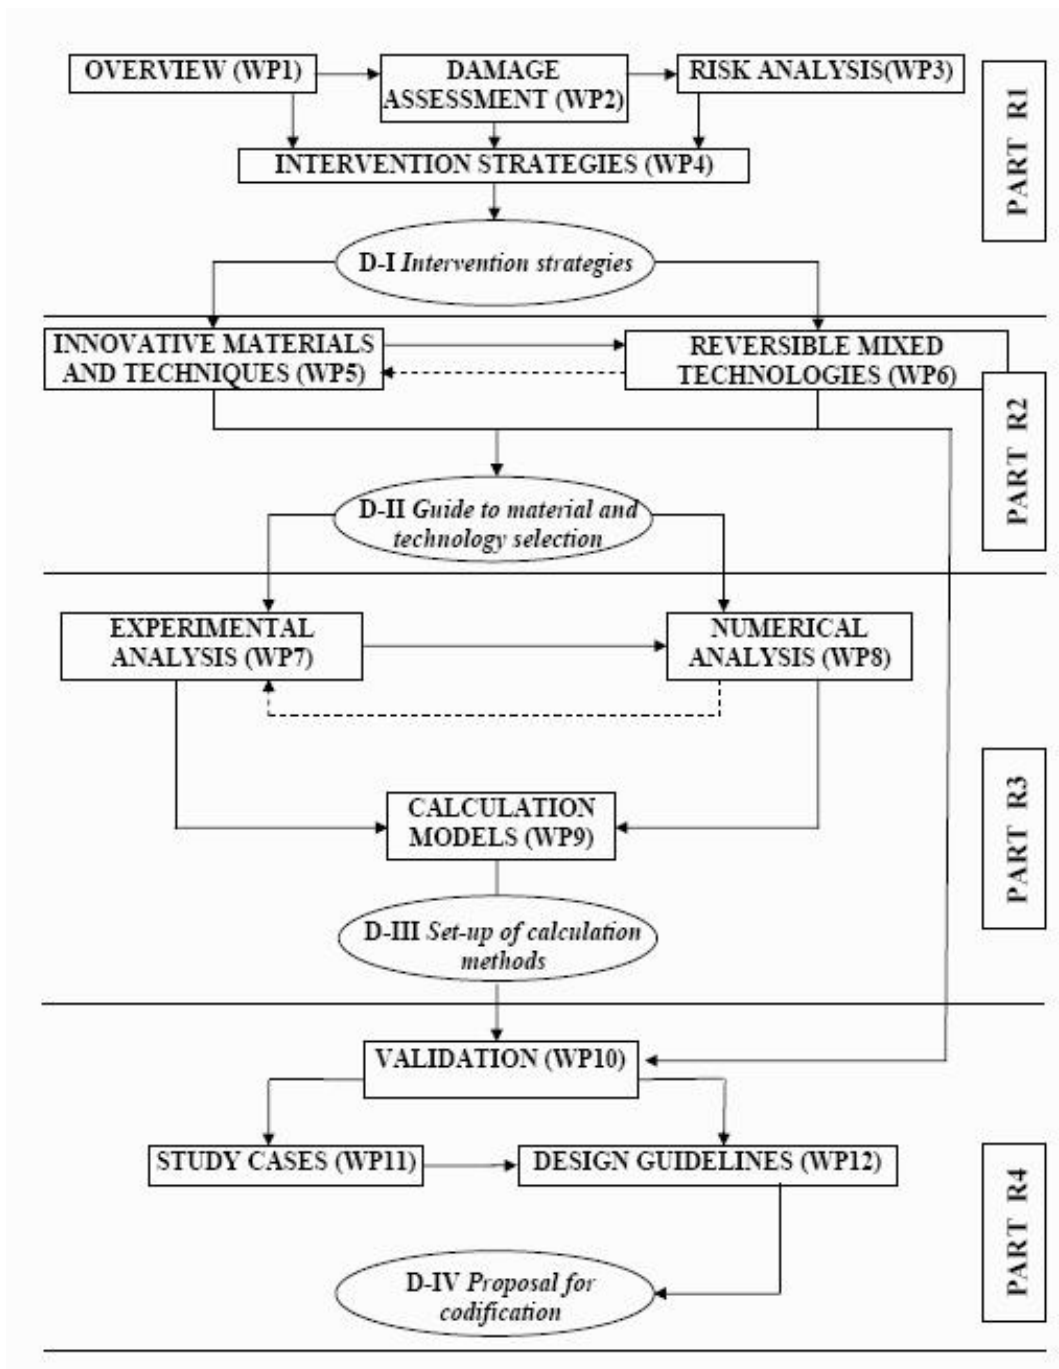 OVERVIEW (WP1)
DAMAGE
ASSESSMENT (WP2)
RISK ANALYSIS(WP3)
INTERVENTION STRATEGIES (WP4)
PART R1
D-I Intervention strategies
INNOVATIVE MATERIALS
AND TECHNIQUES (WP5)
REVERSIBLE MIXED
TECHNOLOGIES (WP6)
PART R2
D-II Guide to material and
technology selection
EXPERIMENTAL
ANALYSIS (WP7)
NUMERICAL
ANALYSIS (WP8)
CALCULATION
MODELS (WP9)
PART R3
D-III Set-up of calculation
methods
VALIDATION (WP10)
STUDY CASES (WP11)
DESIGN GUIDELINES (WP12)
PART R4
D-IV Proposal for
codification